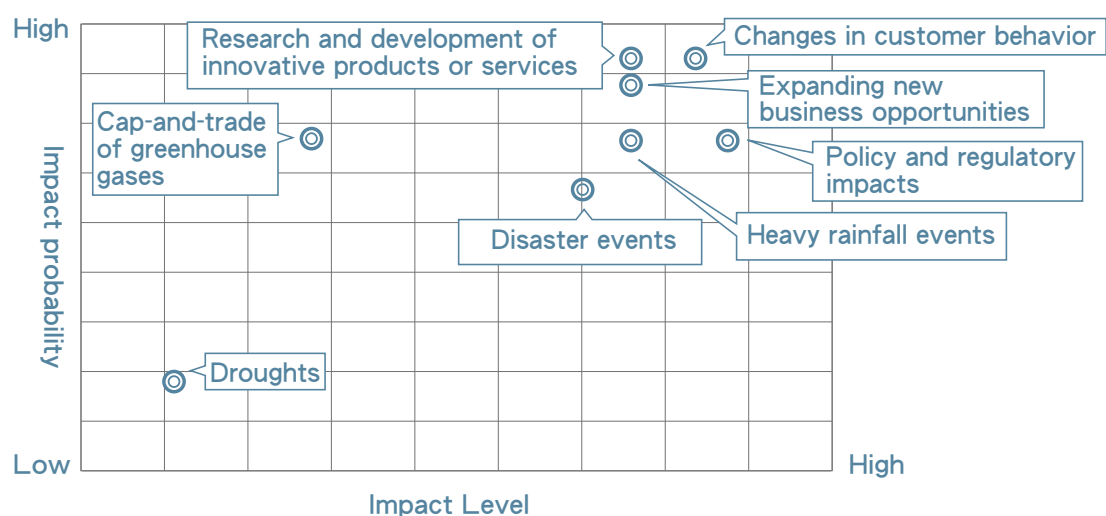 High
Research and development of
innovative products or services
Changes in customer behavior
Expanding new
business opportunities
Cap-and-trade
of greenhouse
gases
Policy and regulatory
impacts
Impact probability
Disaster events
Heavy rainfall events
Droughts
Low
High
Impact Level